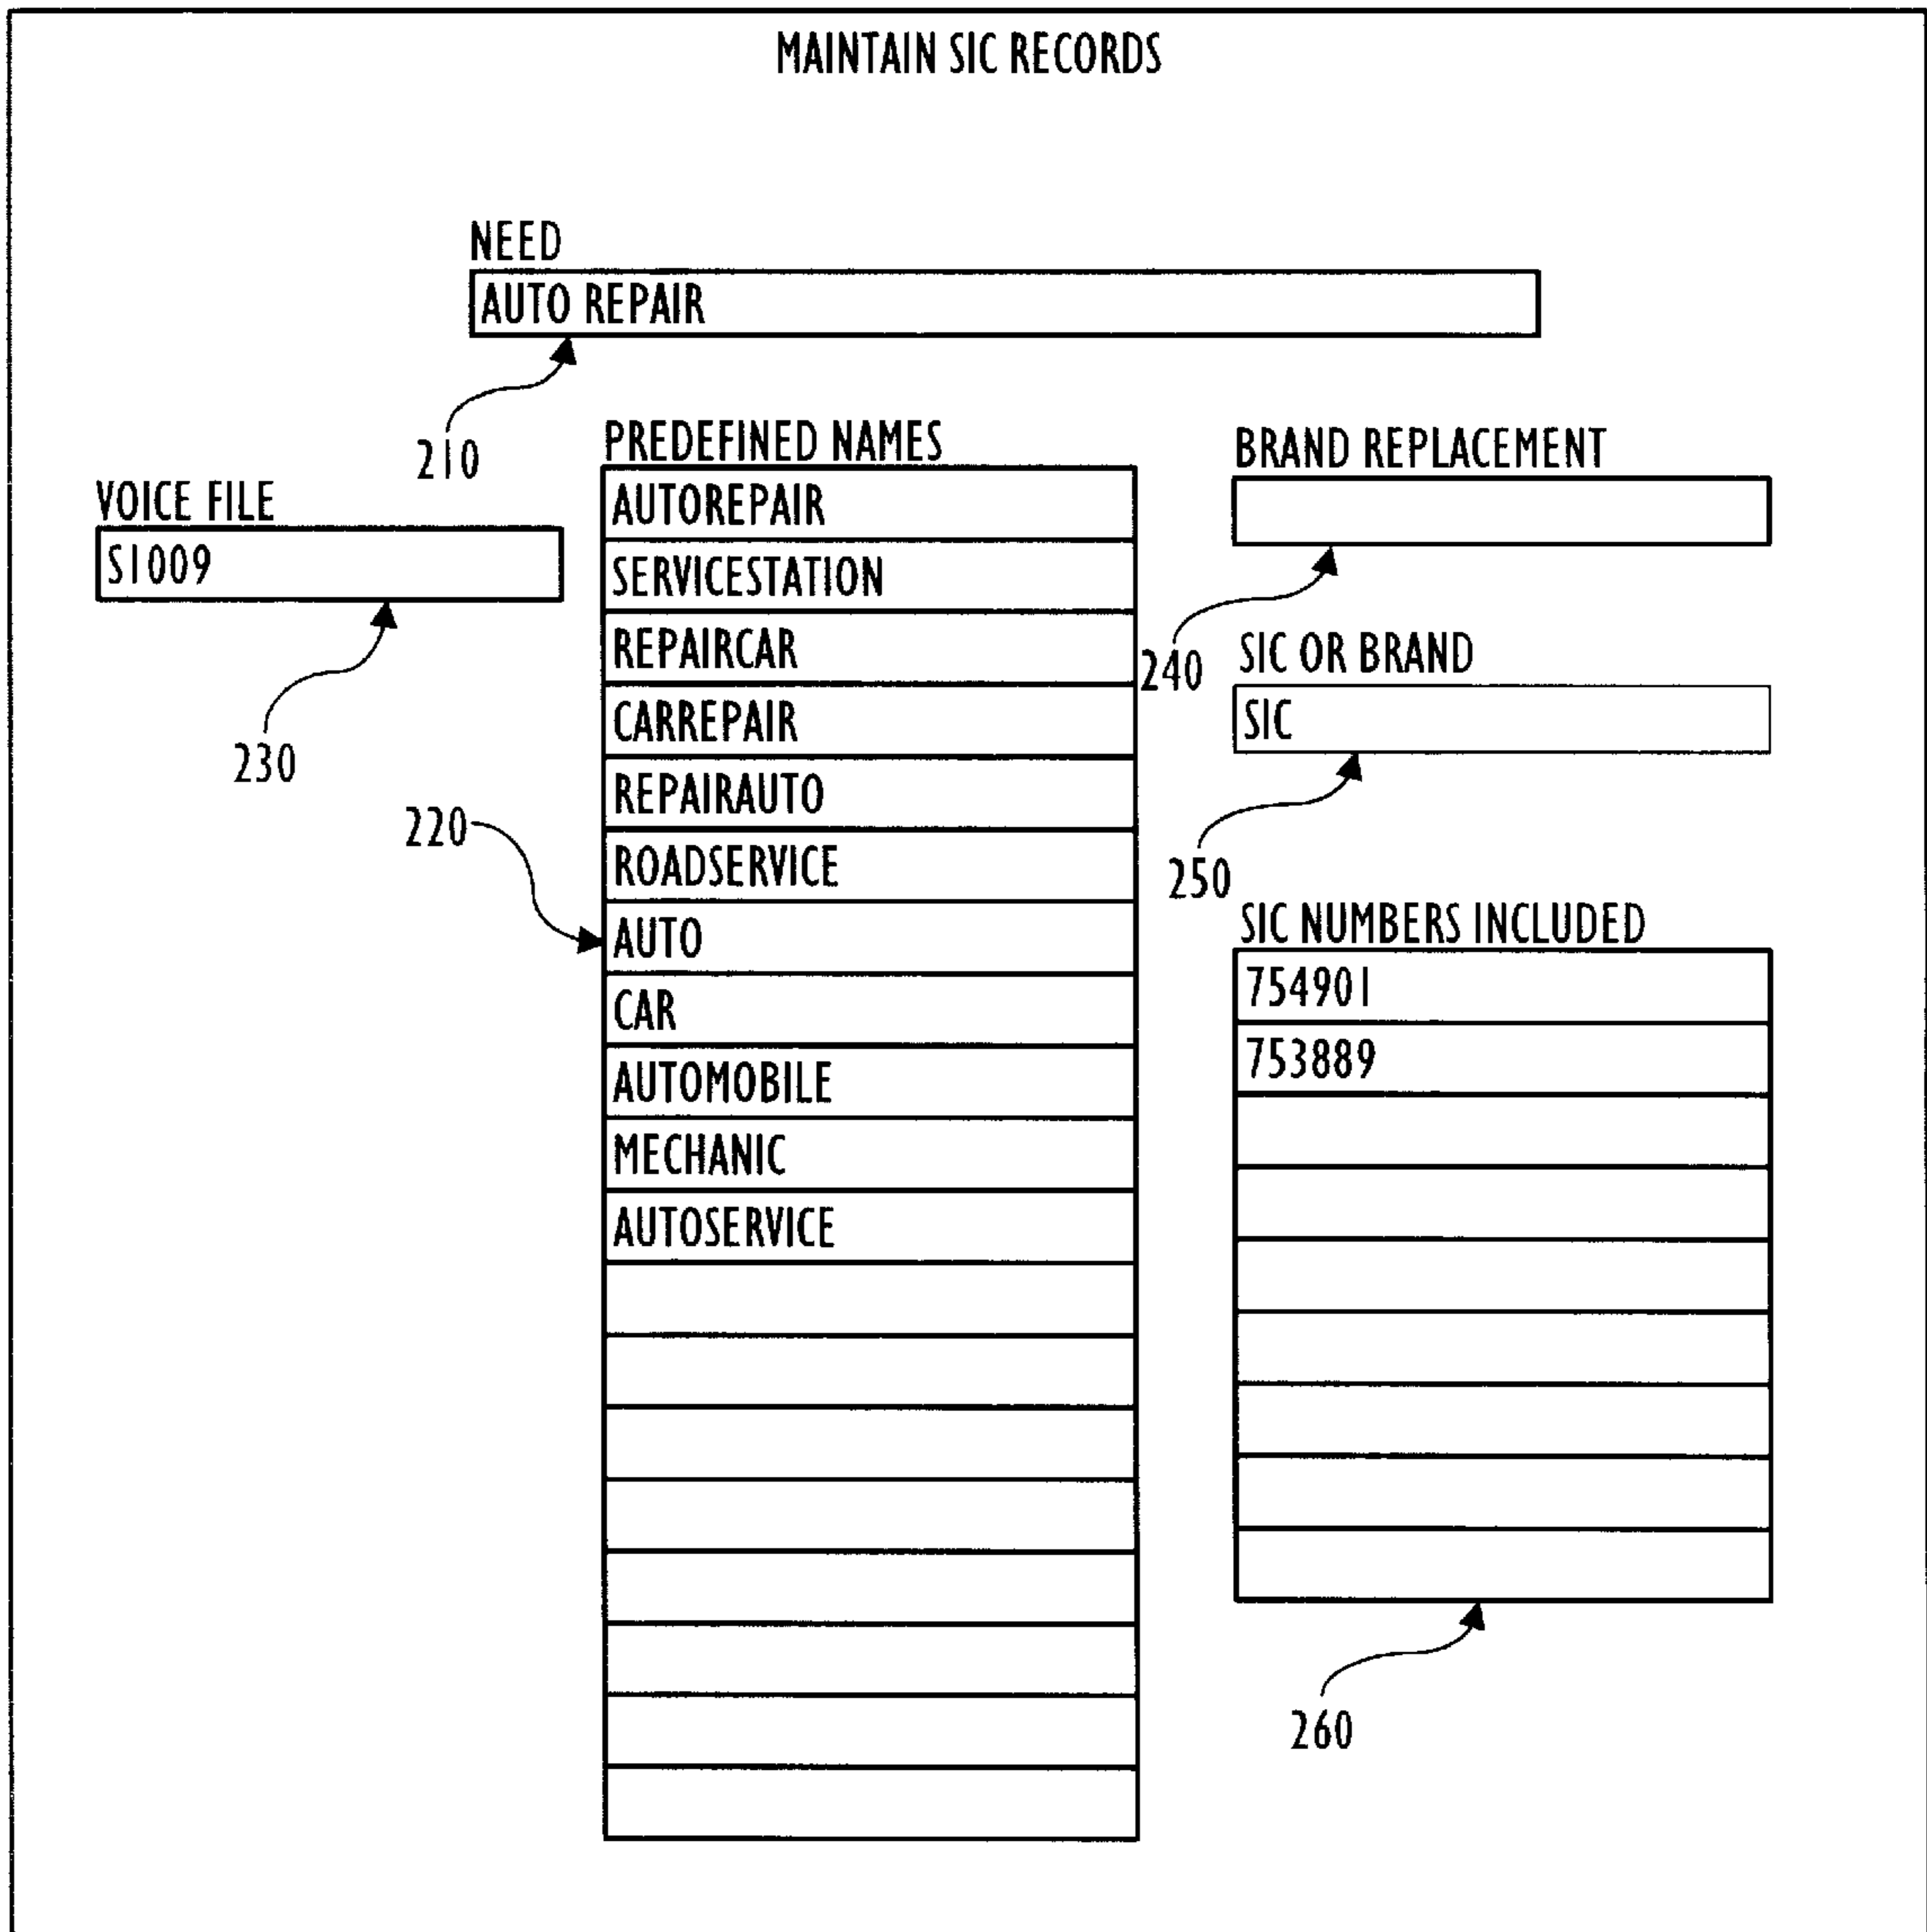 MAINTAIN SIC RECORDS
NEED
AUTO REPAIR
210
VOICE FILE
S1009
230
PREDEFINED NAMES
AUTOREPAIR
SERVICESTATION
REPAIRCAR
CARREPAIR
REPAIRAUTO
ROADSERVICE
AUTO
CAR
AUTOMOBILE
MECHANIC
AUTOSERVICE
220
BRAND REPLACEMENT
240
SIC OR BRAND
SIC
250
SIC NUMBERS INCLUDED
754901
753889
260